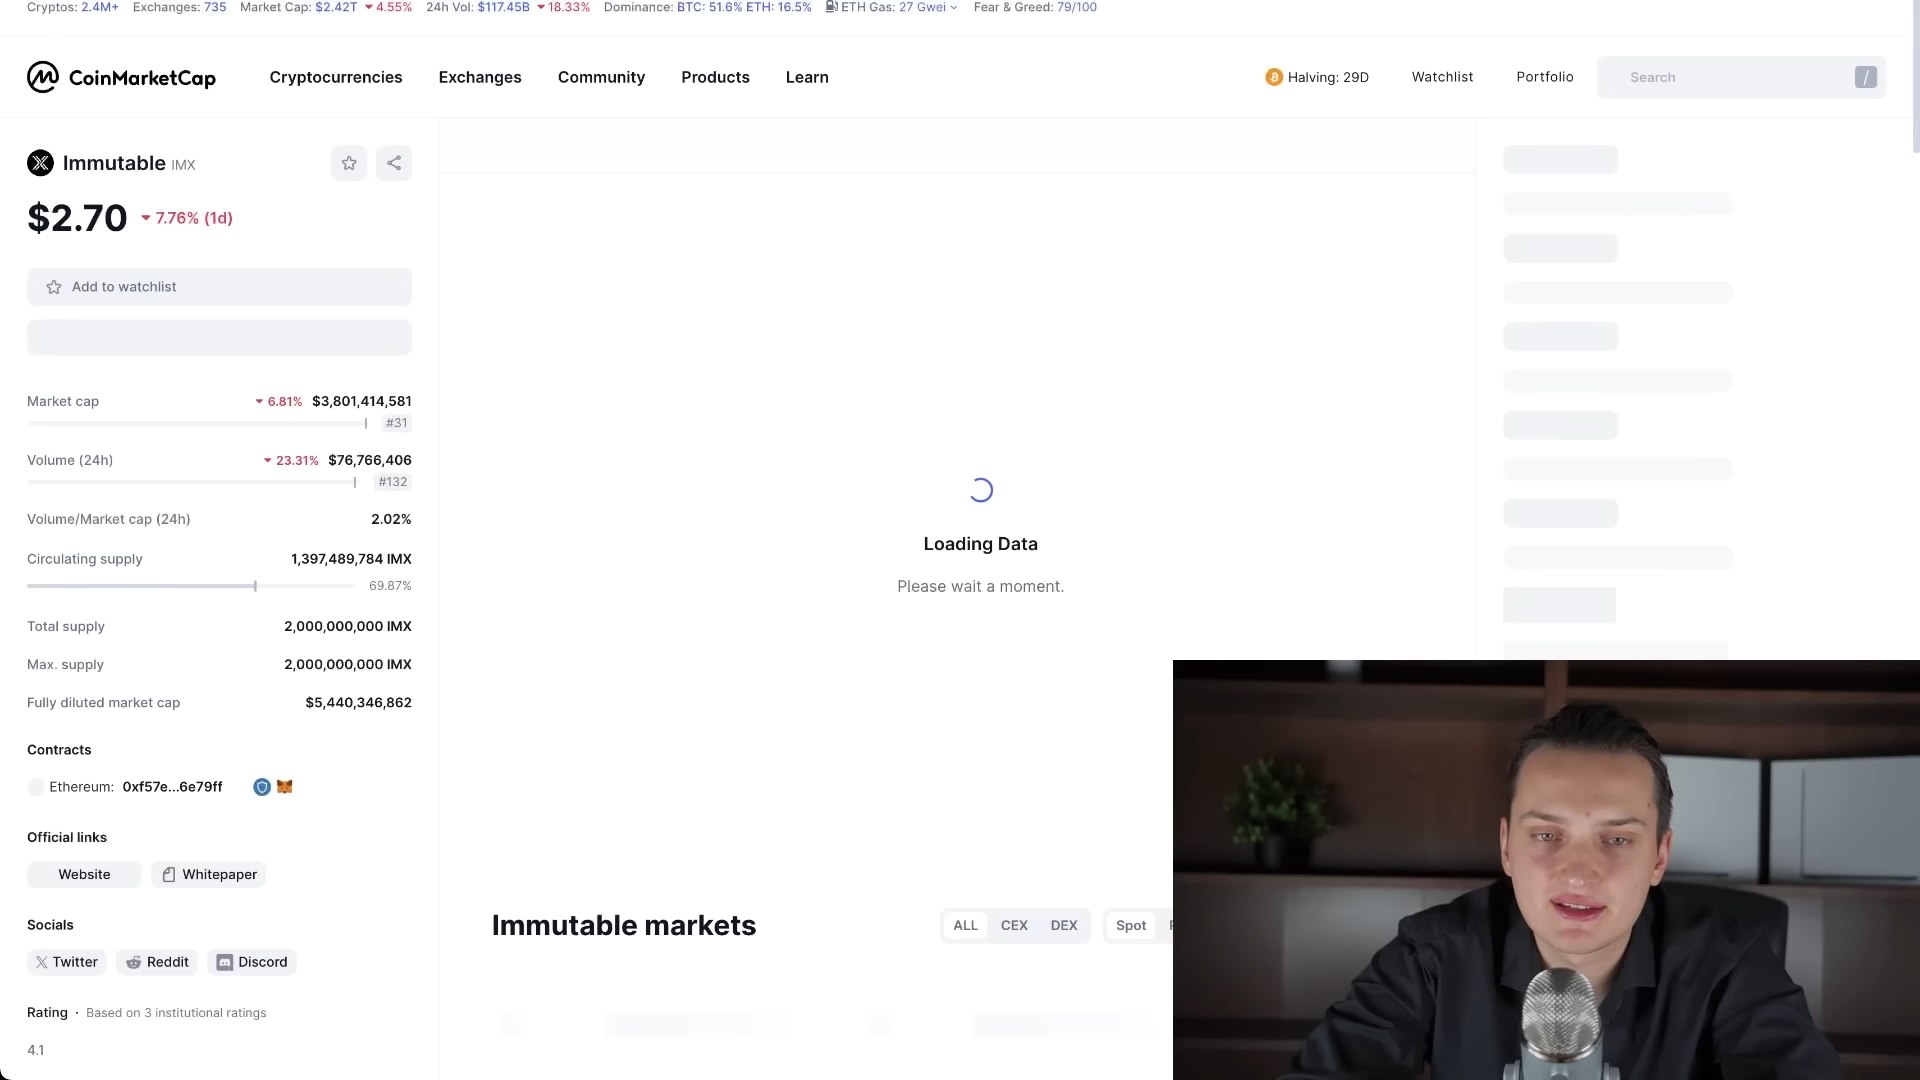 Cryptos: 2.4M+ Exchanges: 735 Market Cap: $2.42T 4.55% 24h Vol: $117.45B 18.33% Dominance: BTC: 51.6% ETH: 16.5% ETH Gas: 27 Gwei Fear & Greed: 79/100
CoinMarketCap Cryptocurrencies Exchanges Community Products Learn Halving: 29D Watchlist Portfolio Search /
Immutable IMX
$2.70 7.76% (1d)
Add to watchlist
Market cap 6.81% $3,801,414,581
#31
Volume (24h) 23.31% $76,766,406
#132
Volume/Market cap (24h) 2.02%
Circulating supply 1,397,489,784 IMX
69.87%
Total supply 2,000,000,000 IMX
Max. supply 2,000,000,000 IMX
Fully diluted market cap $5,440,346,862
Contracts
Ethereum: 0xf57e...6e79ff
Official links
Website Whitepaper
Socials
Twitter Reddit Discord
Rating · Based on 3 institutional ratings
4.1
Loading Data
Please wait a moment.
Immutable markets ALL CEX DEX Spot